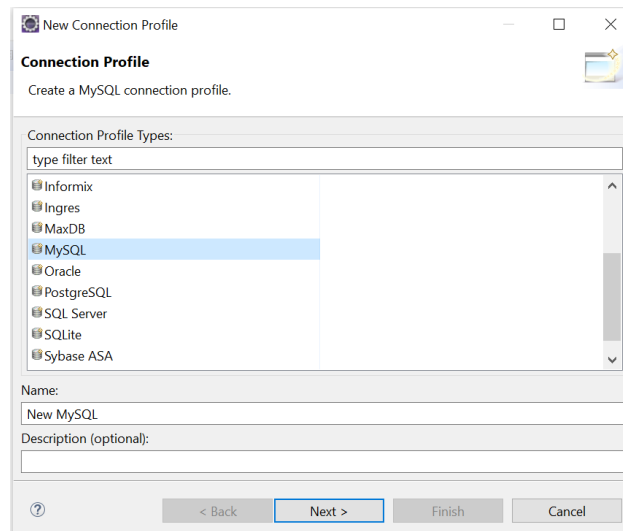 New Connection Profile
Connection Profile
Create a MySQL connection profile.
Connection Profile Types:
type filter text
Informix
Ingres
MaxDB
MySQL
Oracle
PostgreSQL
SQL Server
SQLite
Sybase ASA
Name:
New MySQL
Description (optional):
? < Back Next > Finish Cancel